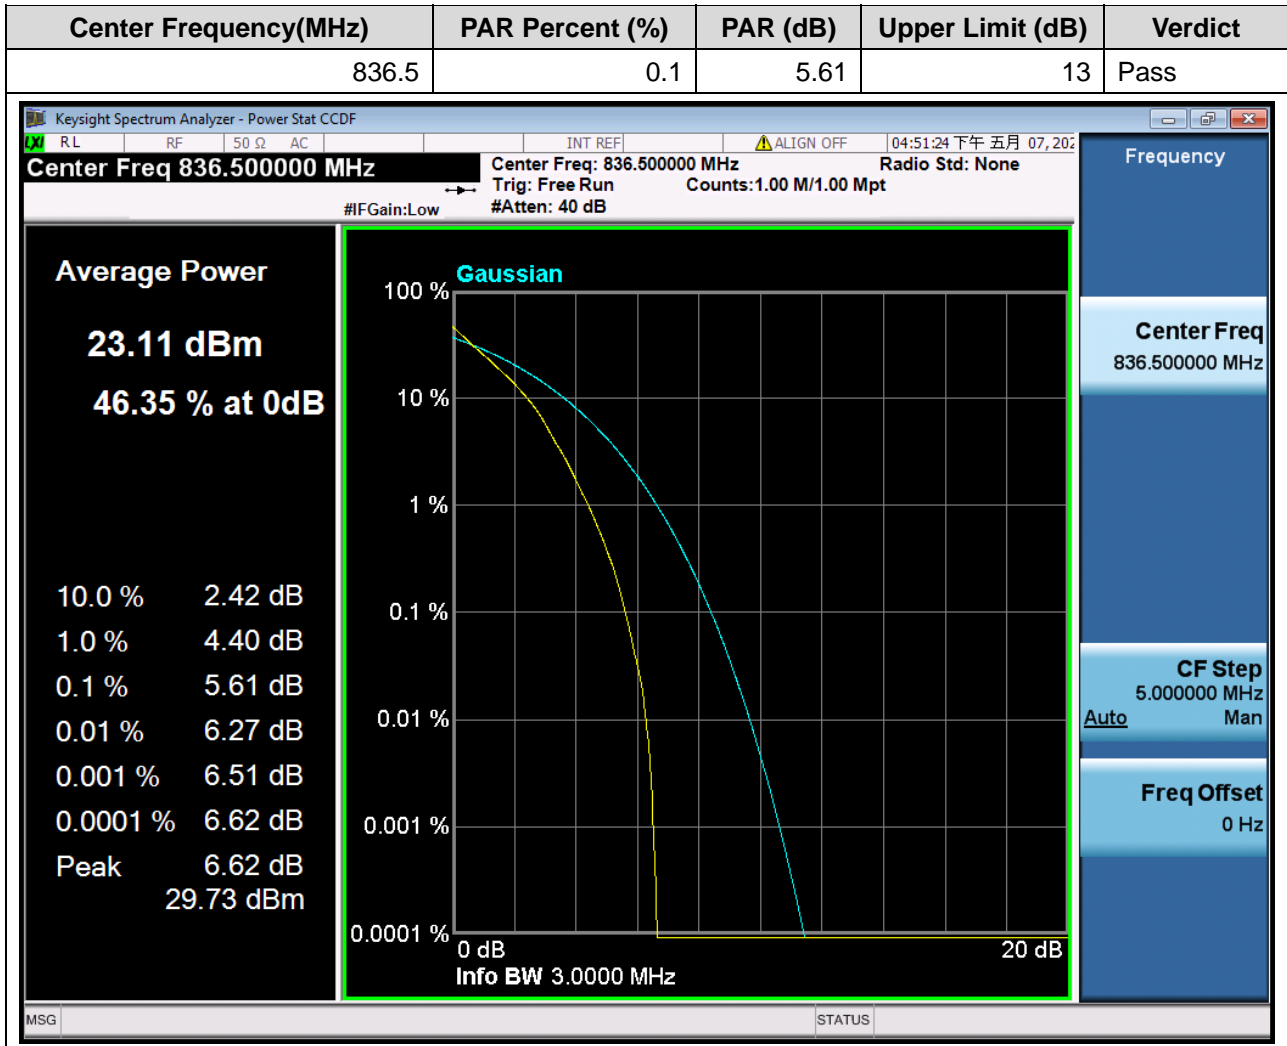 Center Frequency(MHz) PAR Percent (%) PAR (dB) Upper Limit (dB) Verdict
836.5 0.1 5.61 13 Pass
Keysight Spectrum Analyzer - Power Stat CCDF
LXI RL RF 50 Ω AC INT REF ALIGN OFF 04:51:24 下午 五月 07, 202
Center Freq 836.500000 MHz
Center Freq: 836.500000 MHz Radio Std: None
Trig: Free Run Counts:1.00 M/1.00 Mpt
#IFGain:Low #Atten: 40 dB
Average Power
23.11 dBm
46.35 % at 0dB
10.0 % 2.42 dB
1.0 % 4.40 dB
0.1 % 5.61 dB
0.01 % 6.27 dB
0.001 % 6.51 dB
0.0001 % 6.62 dB
Peak 6.62 dB
29.73 dBm
Gaussian
100 %
10 %
1 %
0.1 %
0.01 %
0.001 %
0.0001 %
0 dB 20 dB
Info BW 3.0000 MHz
Frequency
Center Freq
836.500000 MHz
CF Step
5.000000 MHz
Auto Man
Freq Offset
0 Hz
MSG STATUS